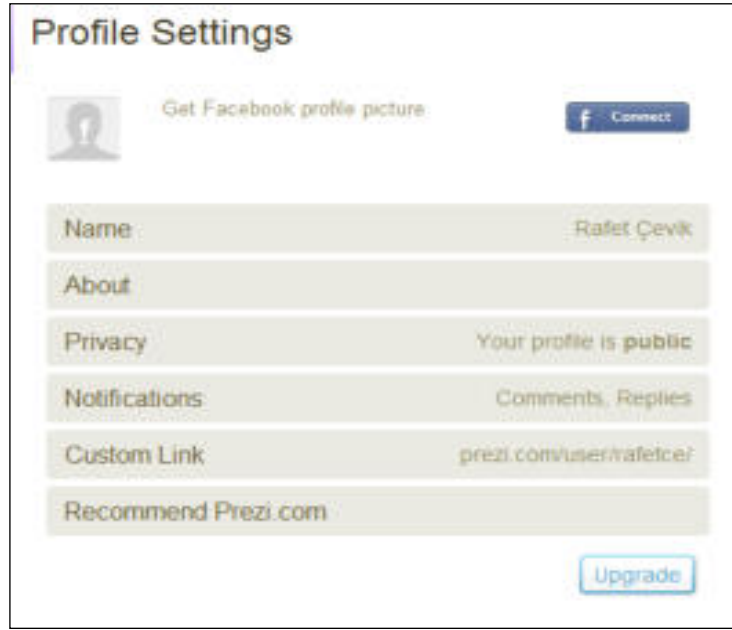 Profile Settings
Get Facebook profile picture
f Connect
Name Rafet Çevik
About
Privacy Your profile is public
Notifications Comments, Replies
Custom Link prezi.com/user/rafetce/
Recommend Prezi.com
Upgrade